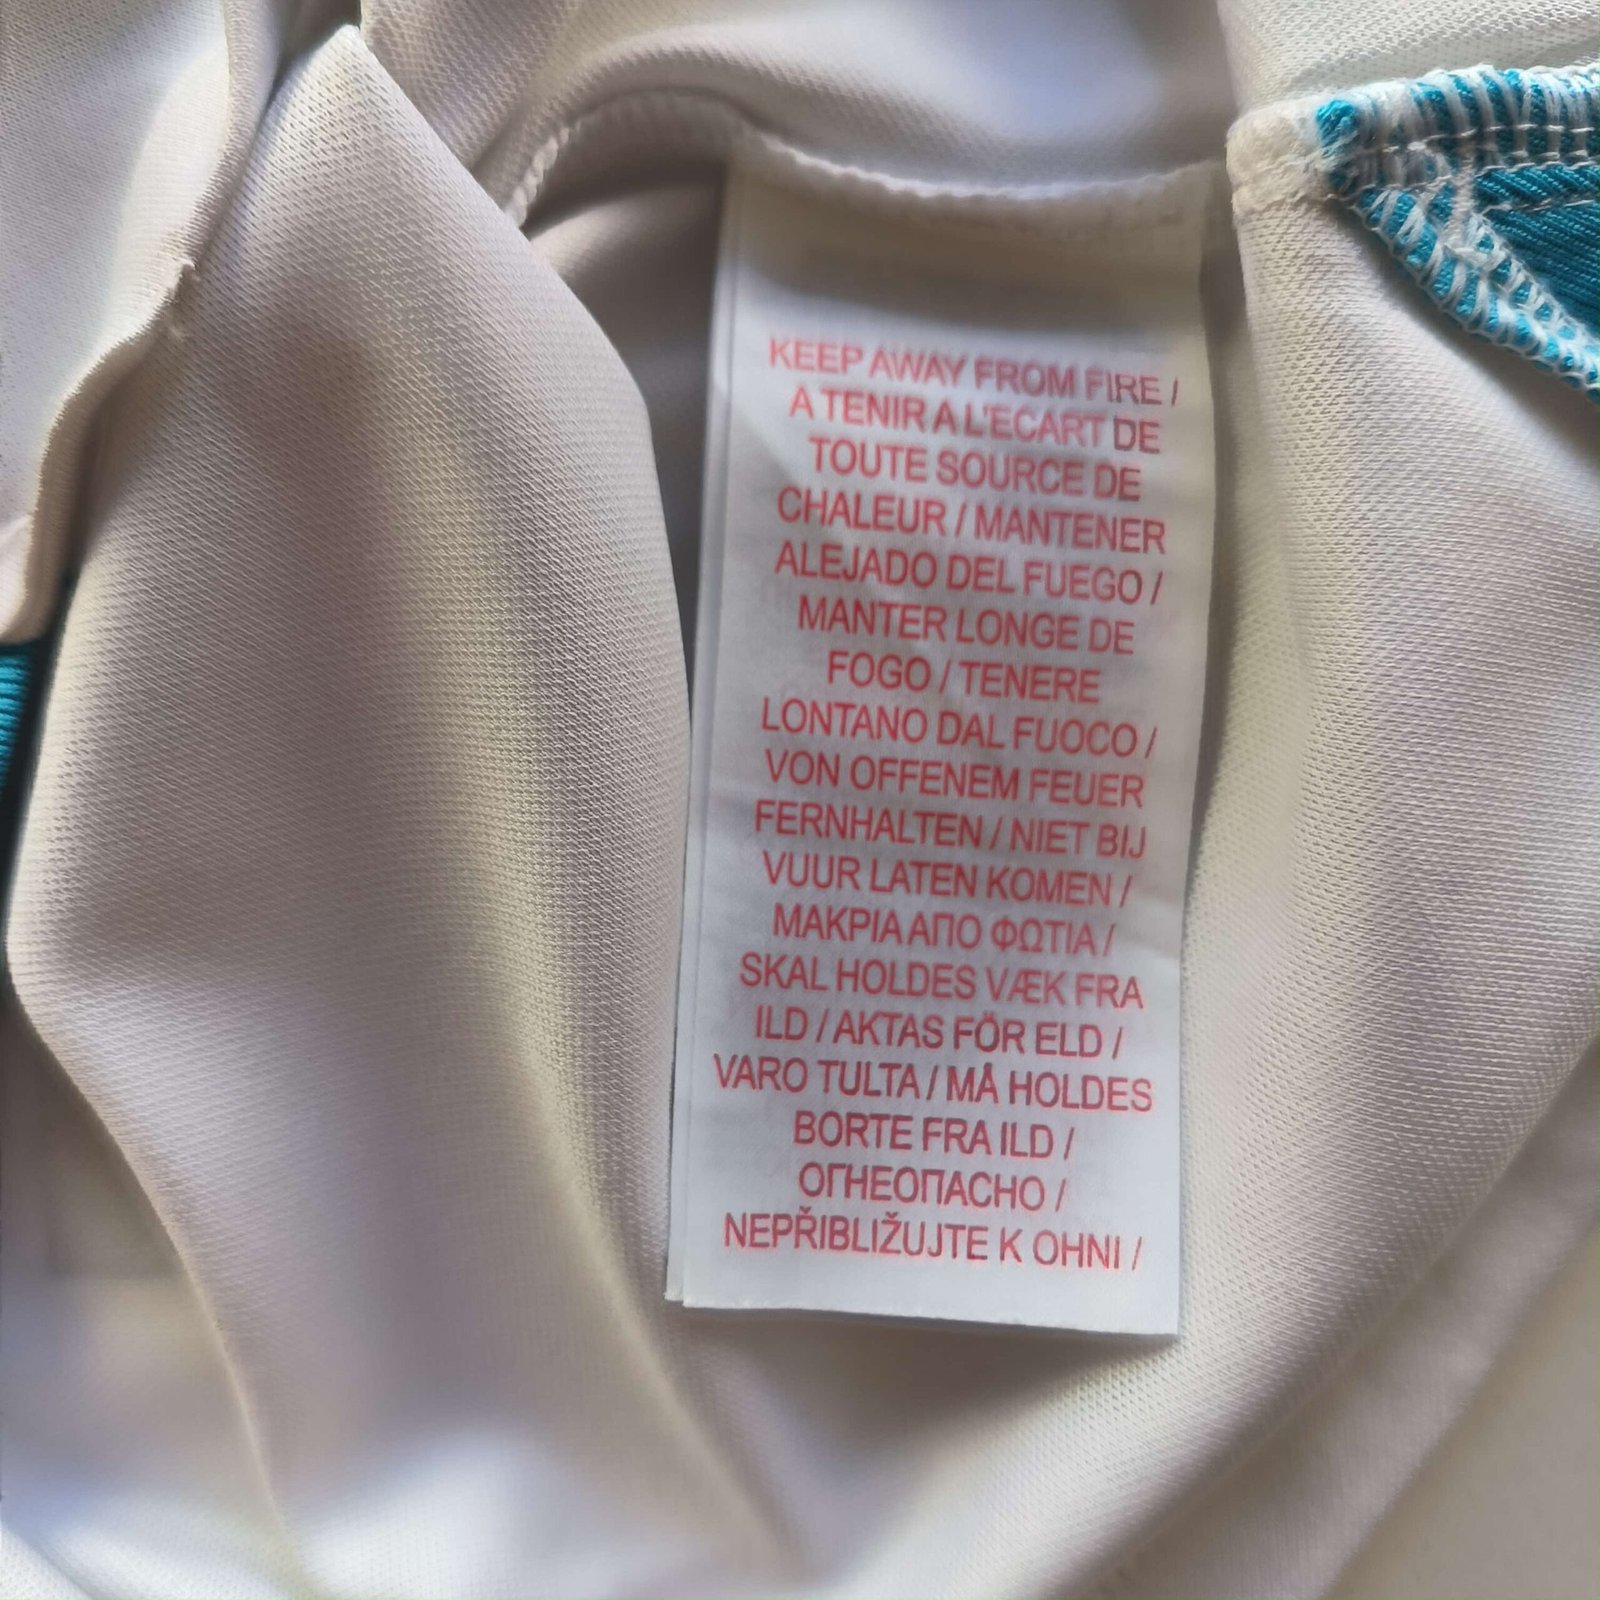 KEEP AWAY FROM FIRE /
A TENIR A L'ECART DE
TOUTE SOURCE DE
CHALEUR / MANTENER
ALEJADO DEL FUEGO /
MANTER LONGE DE
FOGO / TENERE
LONTANO DAL FUOCO /
VON OFFENEM FEUER
FERNHALTEN / NIET BIJ
VUUR LATEN KOMEN /
ΜΑΚΡΙΑ ΑΠΟ ΦΩΤΙΑ /
SKAL HOLDES VÆK FRA
ILD / AKTAS FÖR ELD /
VARO TULTA / MÅ HOLDES
BORTE FRA ILD /
ОГНЕОПАСНО /
NEPŘIBLIŽUJTE K OHNI /